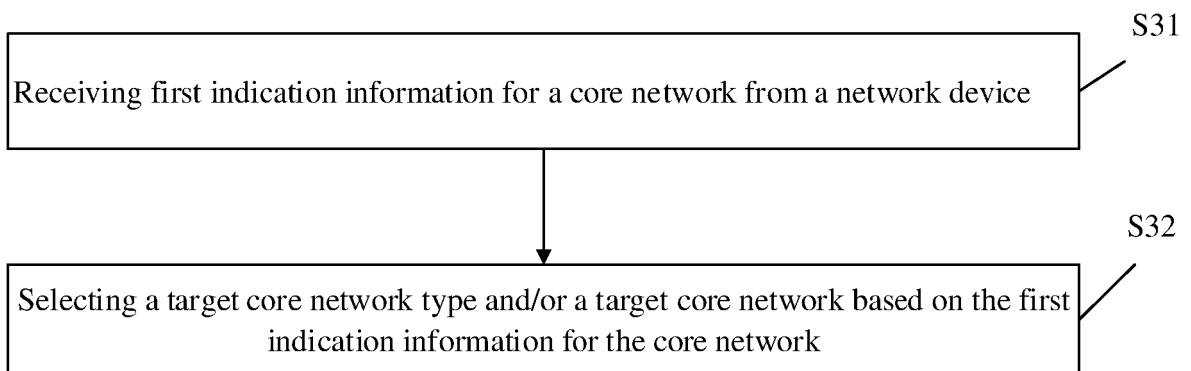 S31
Receiving first indication information for a core network from a network device
S32
Selecting a target core network type and/or a target core network based on the first
indication information for the core network